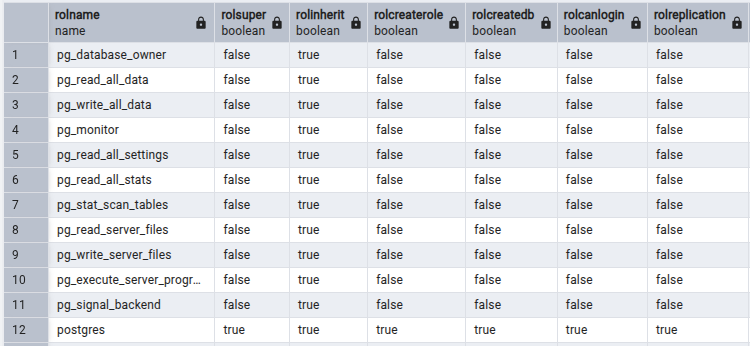 rolname rolsuper rolinherit rolcreaterole rolcreatedb rolcanlogin rolreplication
name boolean boolean boolean boolean boolean boolean
1 pg_database_owner false true false false false false
2 pg_read_all_data false true false false false false
3 pg_write_all_data false true false false false false
4 pg_monitor false true false false false false
5 pg_read_all_settings false true false false false false
6 pg_read_all_stats false true false false false false
7 pg_stat_scan_tables false true false false false false
8 pg_read_server_files false true false false false false
9 pg_write_server_files false true false false false false
10 pg_execute_server_progr... false true false false false false
11 pg_signal_backend false true false false false false
12 postgres true true true true true true